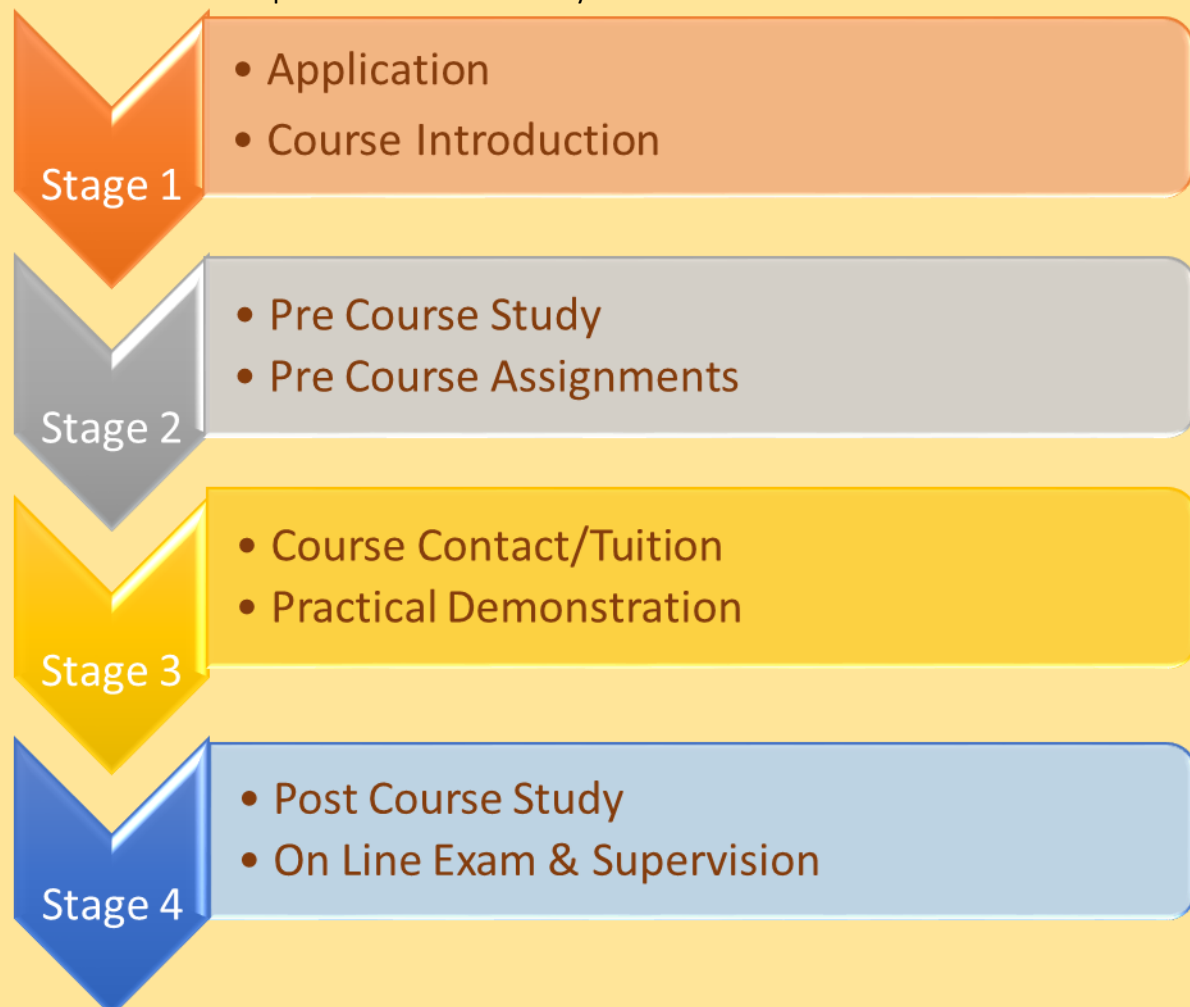 Stage 1
• Application
• Course Introduction
Stage 2
• Pre Course Study
• Pre Course Assignments
Stage 3
• Course Contact/Tuition
• Practical Demonstration
Stage 4
• Post Course Study
• On Line Exam & Supervision